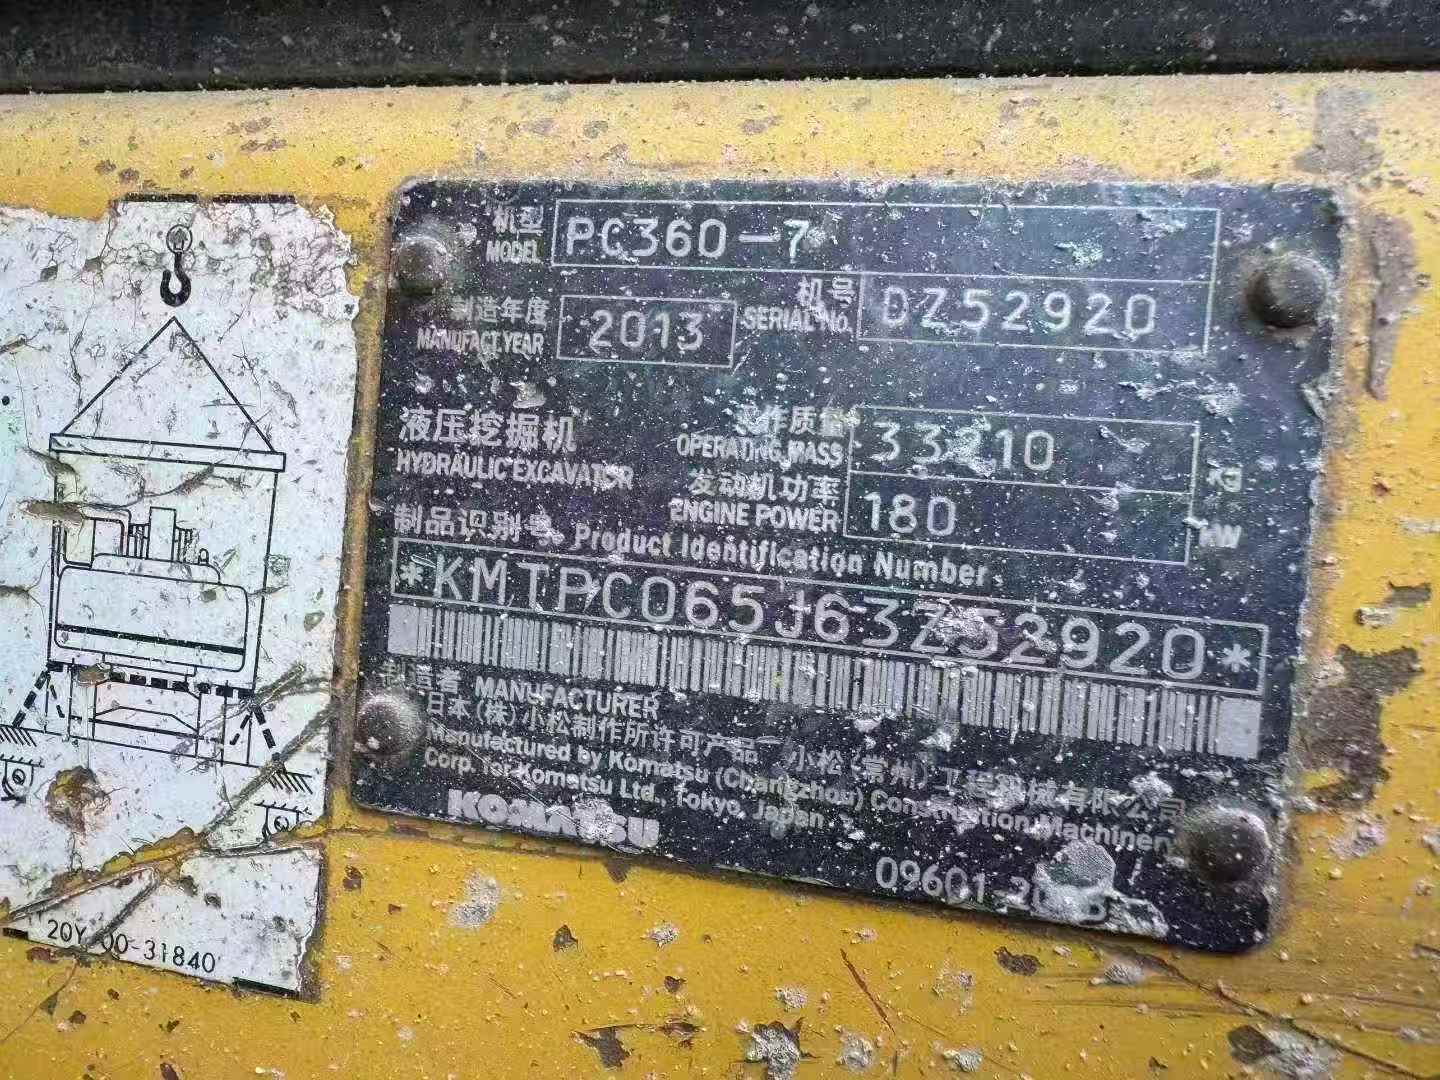 机型
MODEL
PC360-7
制造年度
MANUFACT.YEAR
2013
机号
SERIAL No.
DZ52920
液压挖掘机
HYDRAULIC EXCAVATOR
工作质量
OPERATING MASS
33210
kg
发动机功率
ENGINE POWER
180
kW
制品识别号 Product Identification Number
*KMTPC065J63Z52920*
制造者 MANUFACTURER
日本(株)小松制作所许可产品 小松(常州)工程机械有限公司
Manufactured by Komatsu (Changzhou) Construction Machinery
Corp. for Komatsu Ltd., Tokyo, Japan
KOMATSU
09601
00-31840